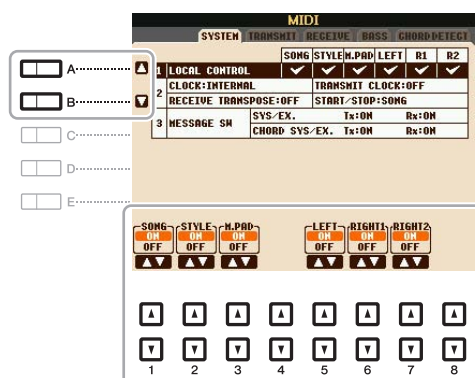 MIDI
SYSTEM TRANSMIT RECEIVE BASS CHORD DETECT
SONG STYLE M.PAD LEFT R1 R2
1 LOCAL CONTROL
2 CLOCK:INTERNAL TRANSMIT CLOCK:OFF
RECEIVE TRANSPOSE:OFF START/STOP:SONG
3 MESSAGE SW SYS/EX. Tx:ON Rx:ON
CHORD SYS/EX. Tx:ON Rx:ON
A
B
C
D
E
SONG STYLE M.PAD LEFT RIGHT1 RIGHT2
ON ON ON ON ON ON
OFF OFF OFF OFF OFF OFF
1 2 3 4 5 6 7 8